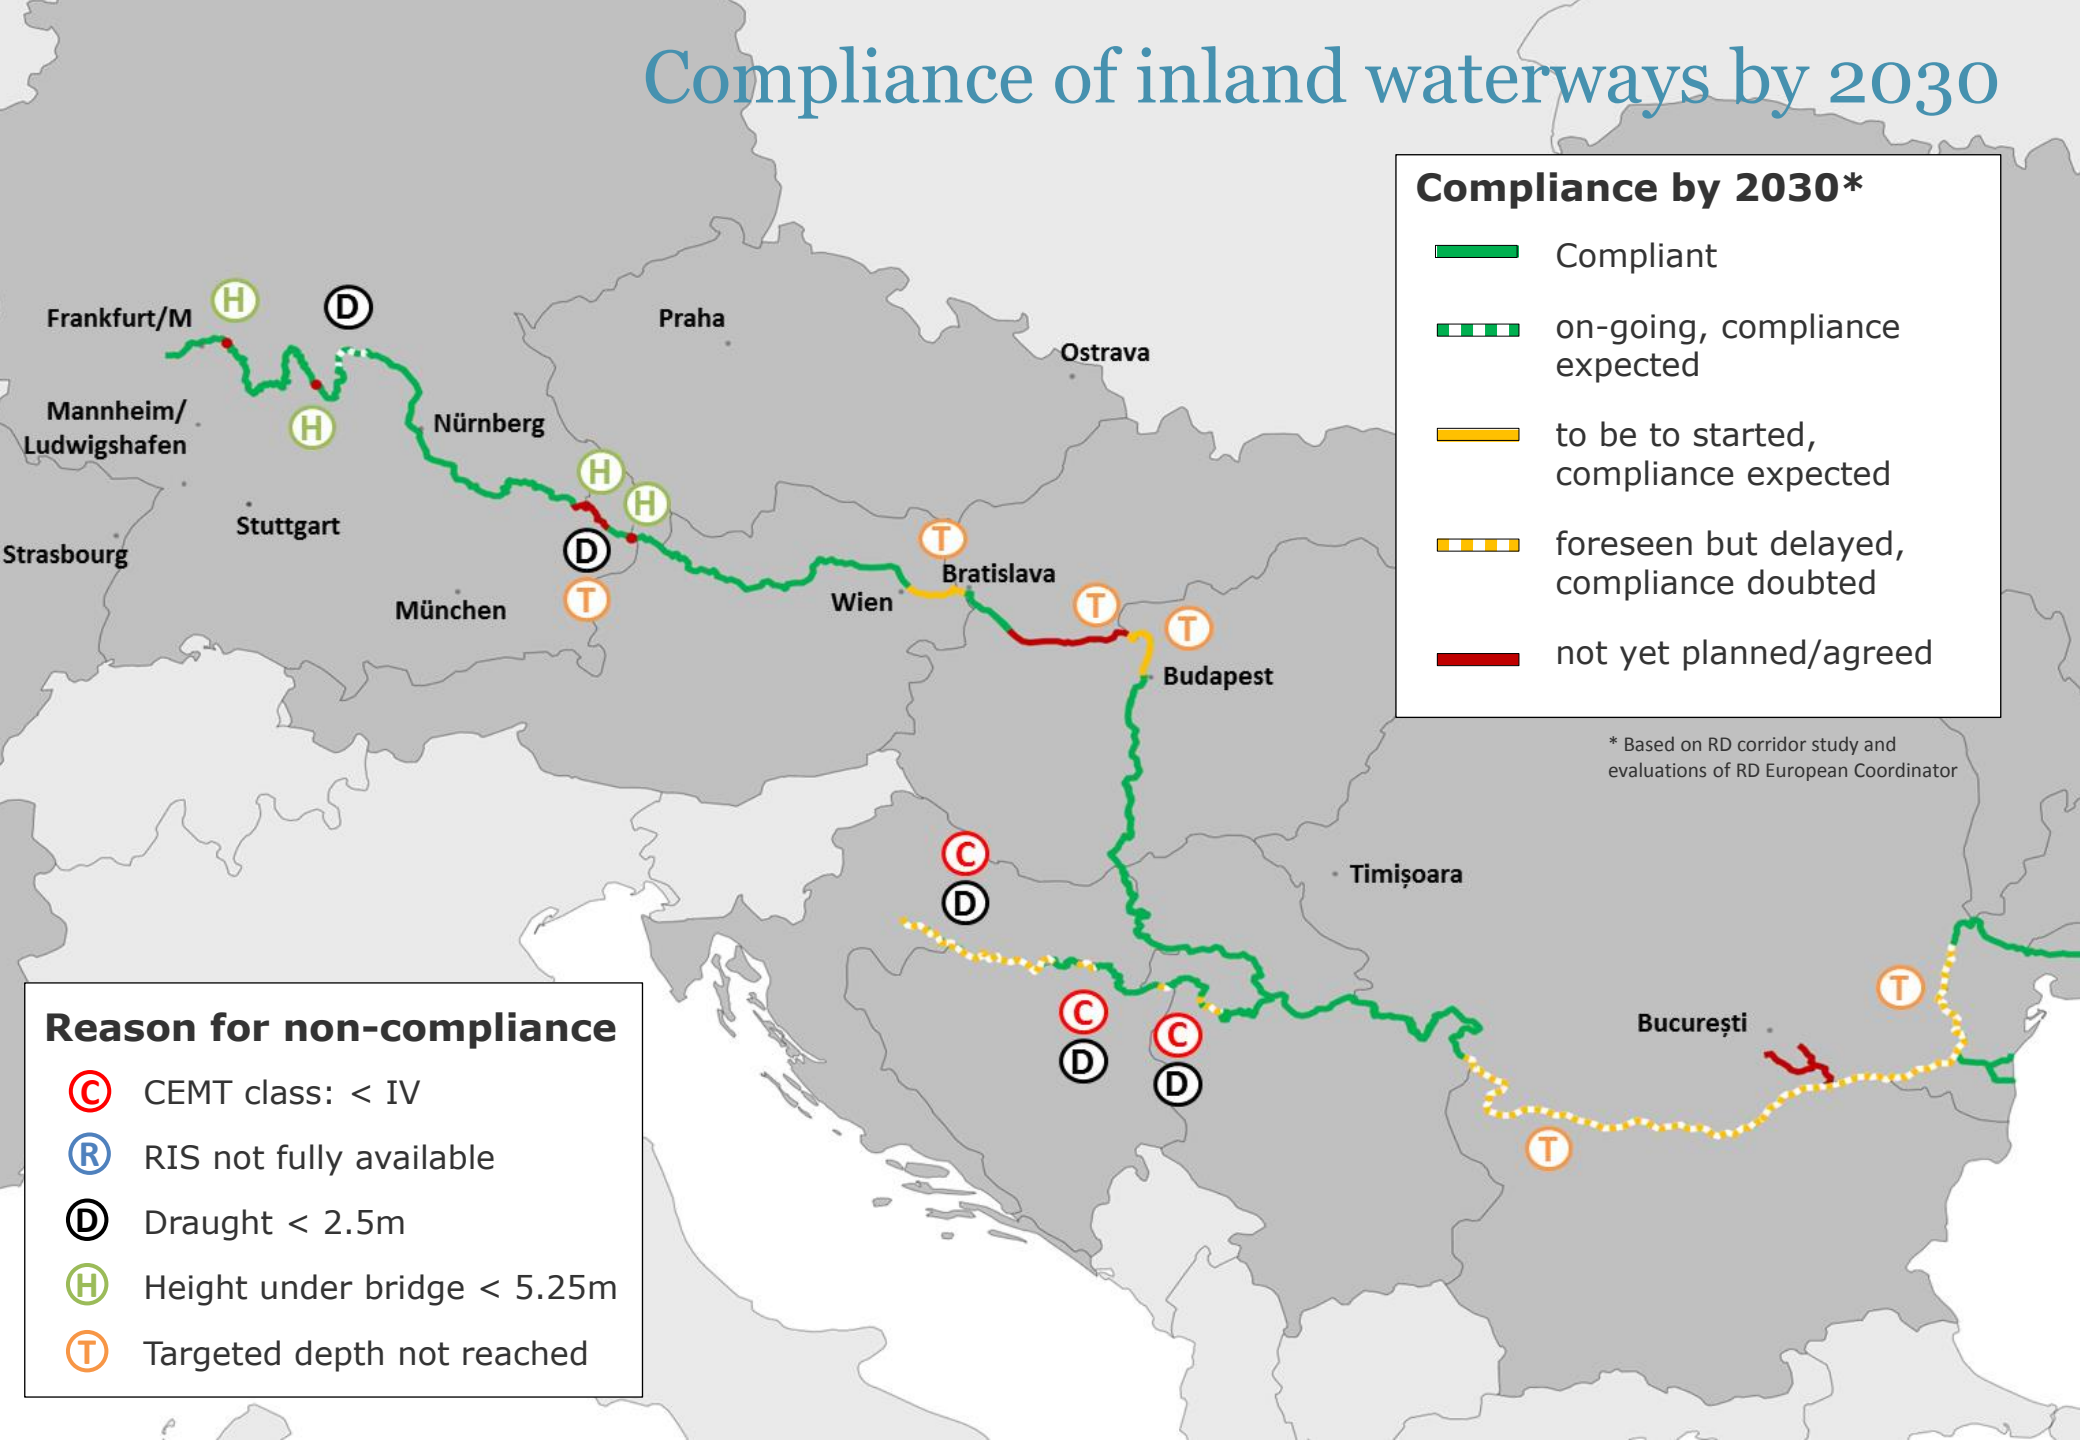 Compliance of inland waterways by 2030
Compliance by 2030*
Compliant
on-going, compliance
expected
to be to started,
compliance expected
foreseen but delayed,
compliance doubted
not yet planned/agreed
* Based on RD corridor study and
evaluations of RD European Coordinator
H
D
Frankfurt/M
Praha
Ostrava
Mannheim/
Ludwigshafen
H
Nürnberg
H
H
Stuttgart
Strasbourg
D
T
T
München
Wien
Bratislava
T
T
Budapest
C
D
Timișoara
C
D
C
D
T
București
T
Reason for non-compliance
C CEMT class: < IV
R RIS not fully available
D Draught < 2.5m
H Height under bridge < 5.25m
T Targeted depth not reached